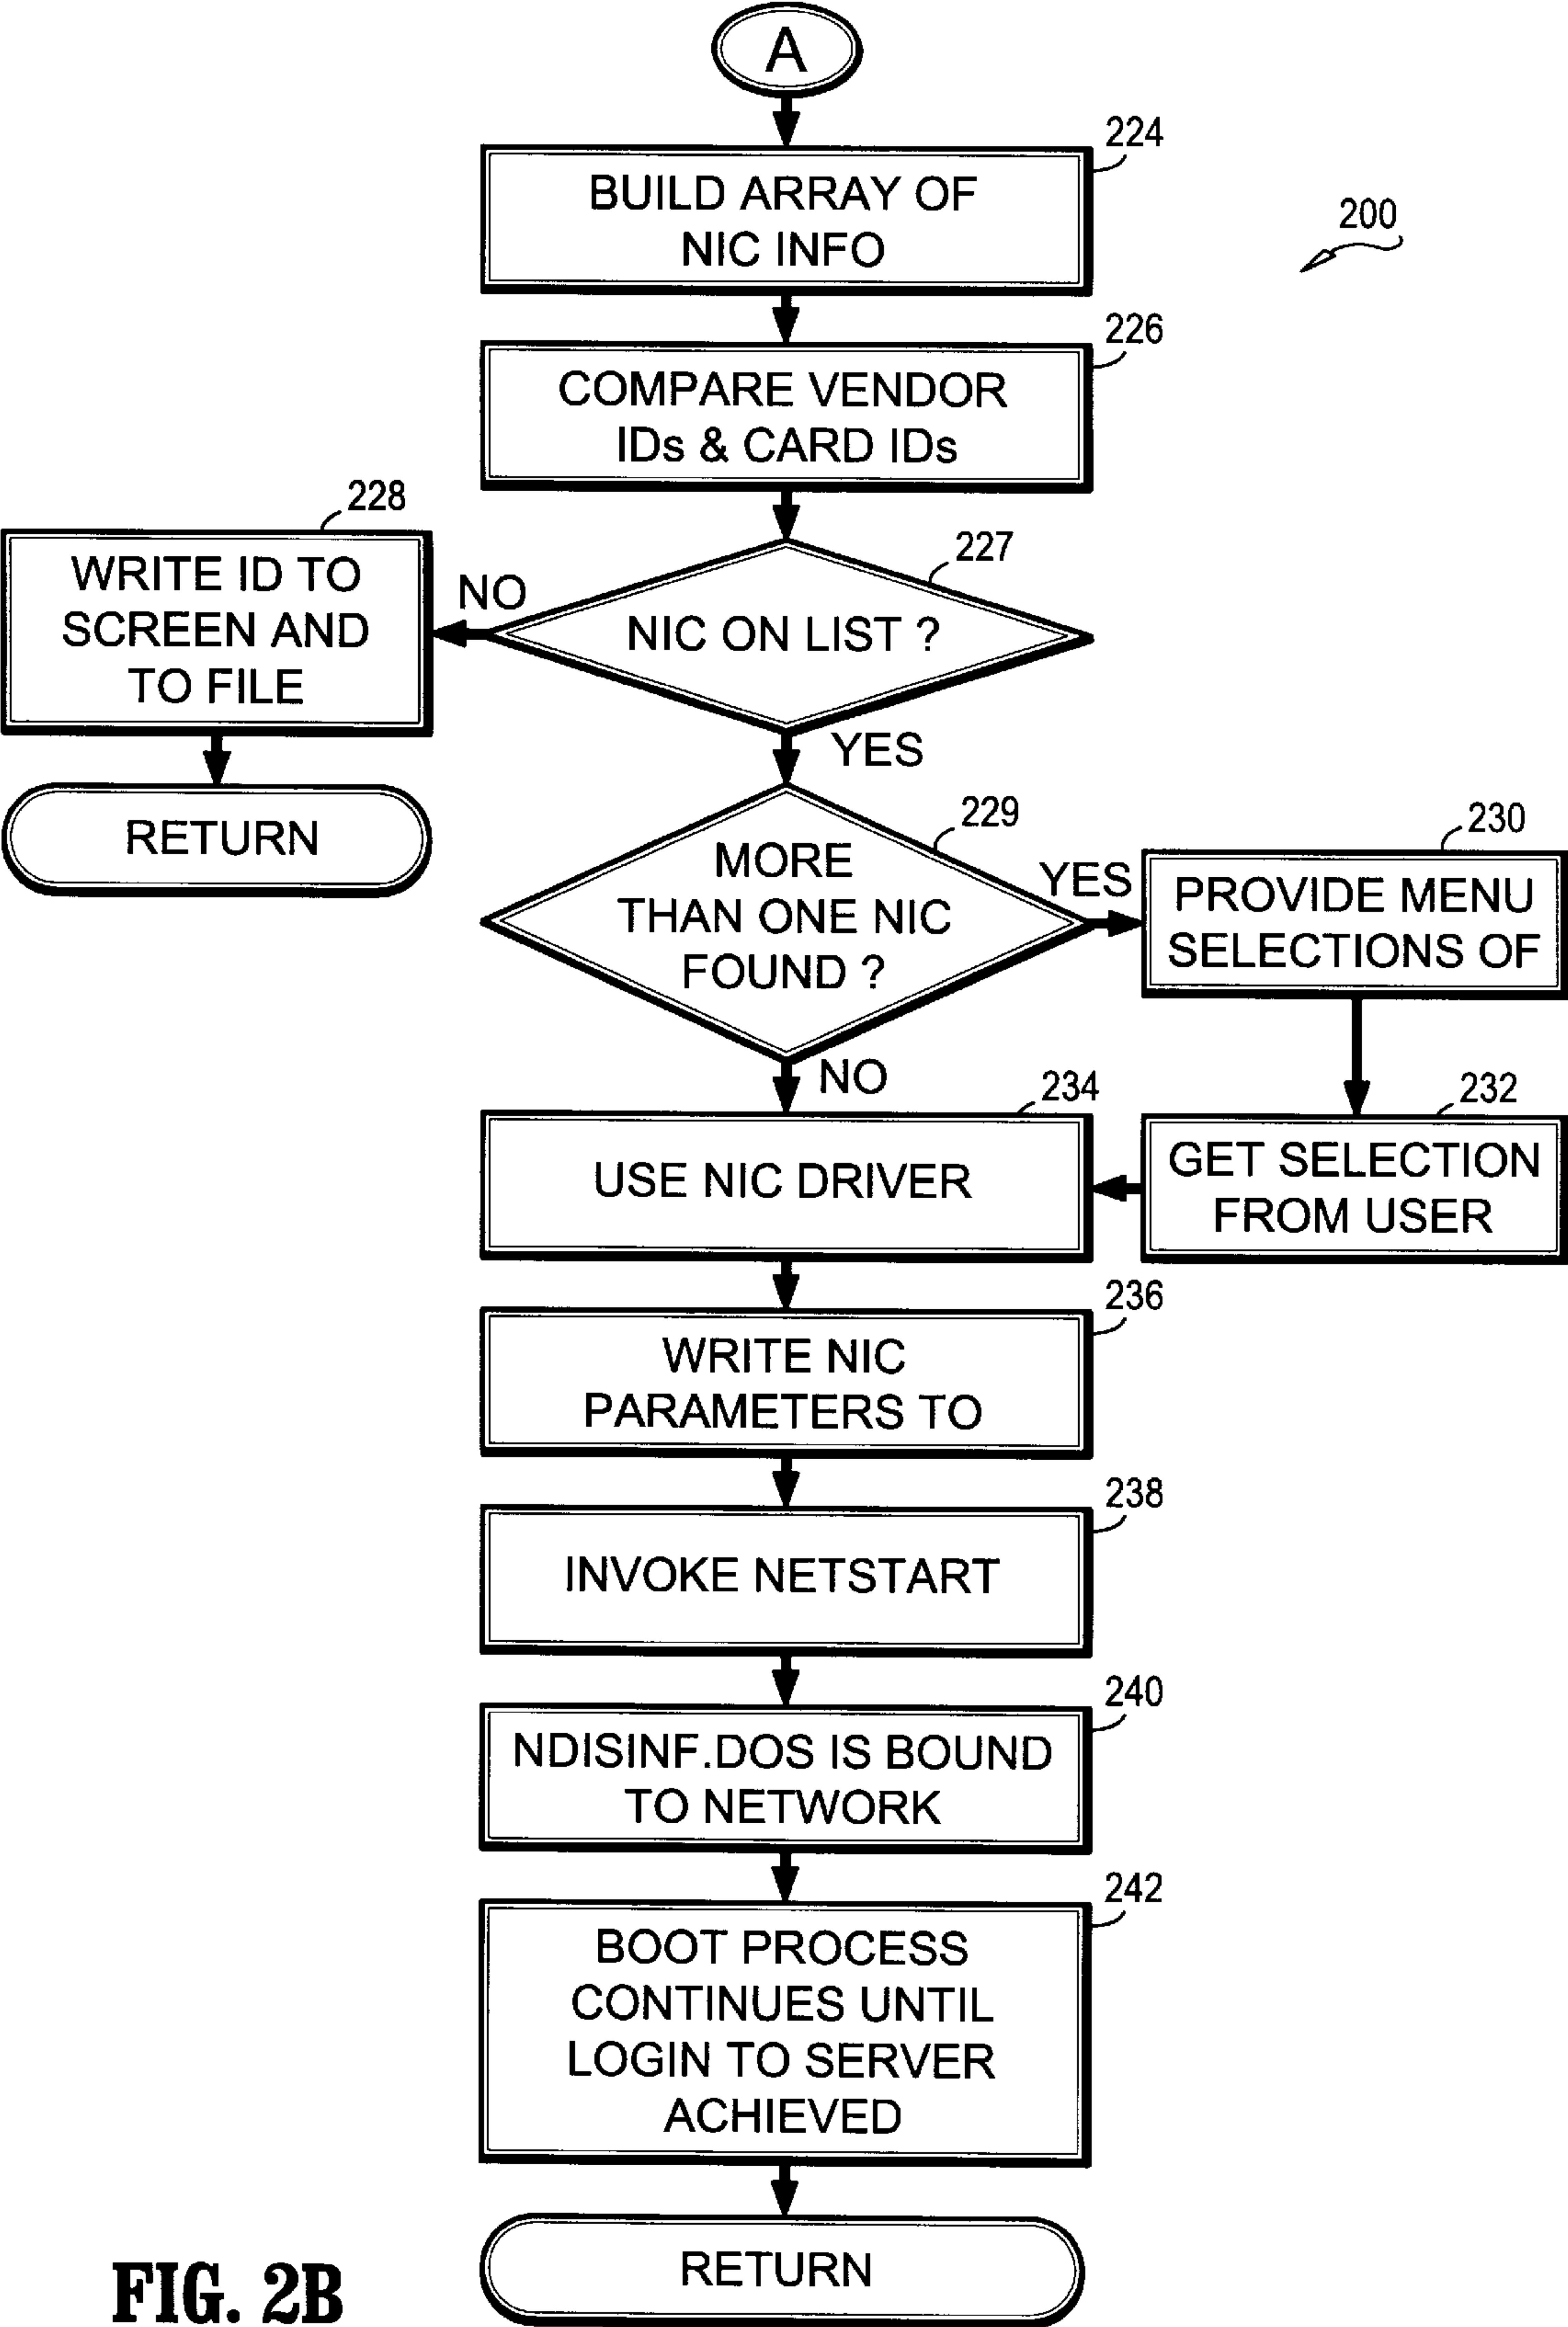 A
224
BUILD ARRAY OF
NIC INFO
200
226
COMPARE VENDOR
IDs & CARD IDs
228
WRITE ID TO
SCREEN AND
TO FILE
NO
227
NIC ON LIST ?
YES
RETURN
229
MORE
THAN ONE NIC
FOUND ?
YES
230
PROVIDE MENU
SELECTIONS OF
NO
234
USE NIC DRIVER
232
GET SELECTION
FROM USER
236
WRITE NIC
PARAMETERS TO
238
INVOKE NETSTART
240
NDISINF.DOS IS BOUND
TO NETWORK
242
BOOT PROCESS
CONTINUES UNTIL
LOGIN TO SERVER
ACHIEVED
RETURN
FIG. 2B